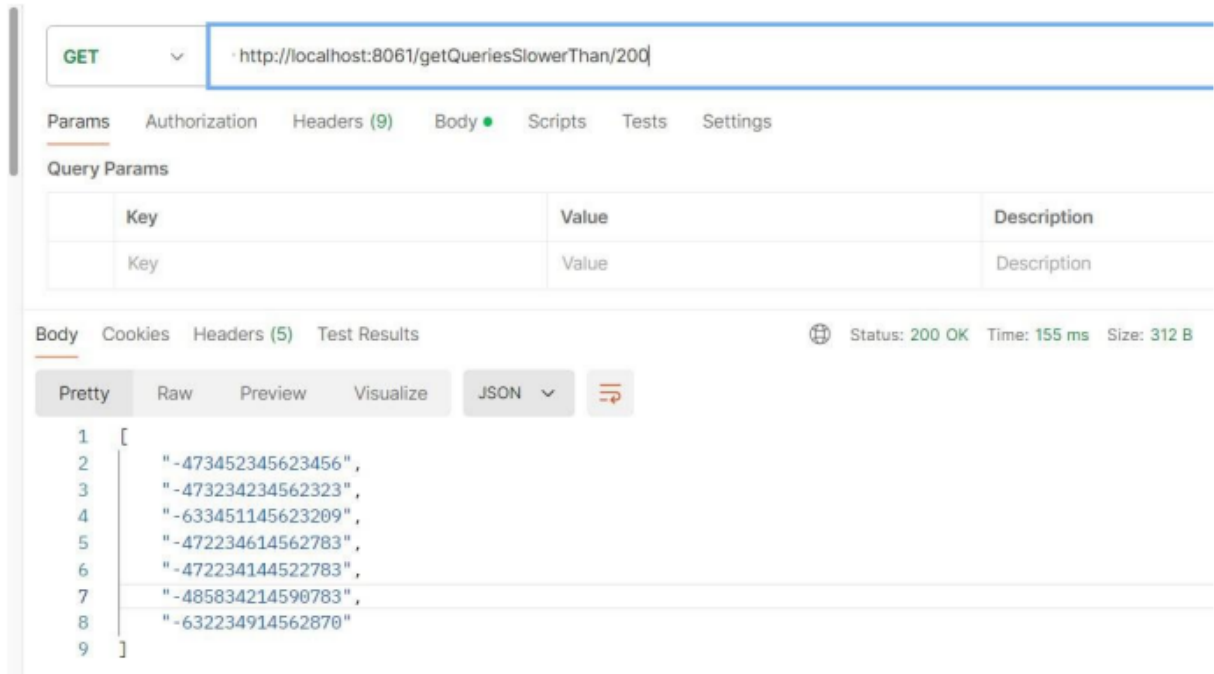 GET http://localhost:8061/getQueriesSlowerThan/200
Params Authorization Headers (9) Body Scripts Tests Settings
Query Params
Key Value Description
Key Value Description
Body Cookies Headers (5) Test Results Status: 200 OK Time: 155 ms Size: 312 B
Pretty Raw Preview Visualize JSON
1 [
2 "-473452345623456",
3 "-473234234562323",
4 "-633451145623209",
5 "-472234614562783",
6 "-472234144522783",
7 "-485834214590783",
8 "-632234914562870"
9 ]